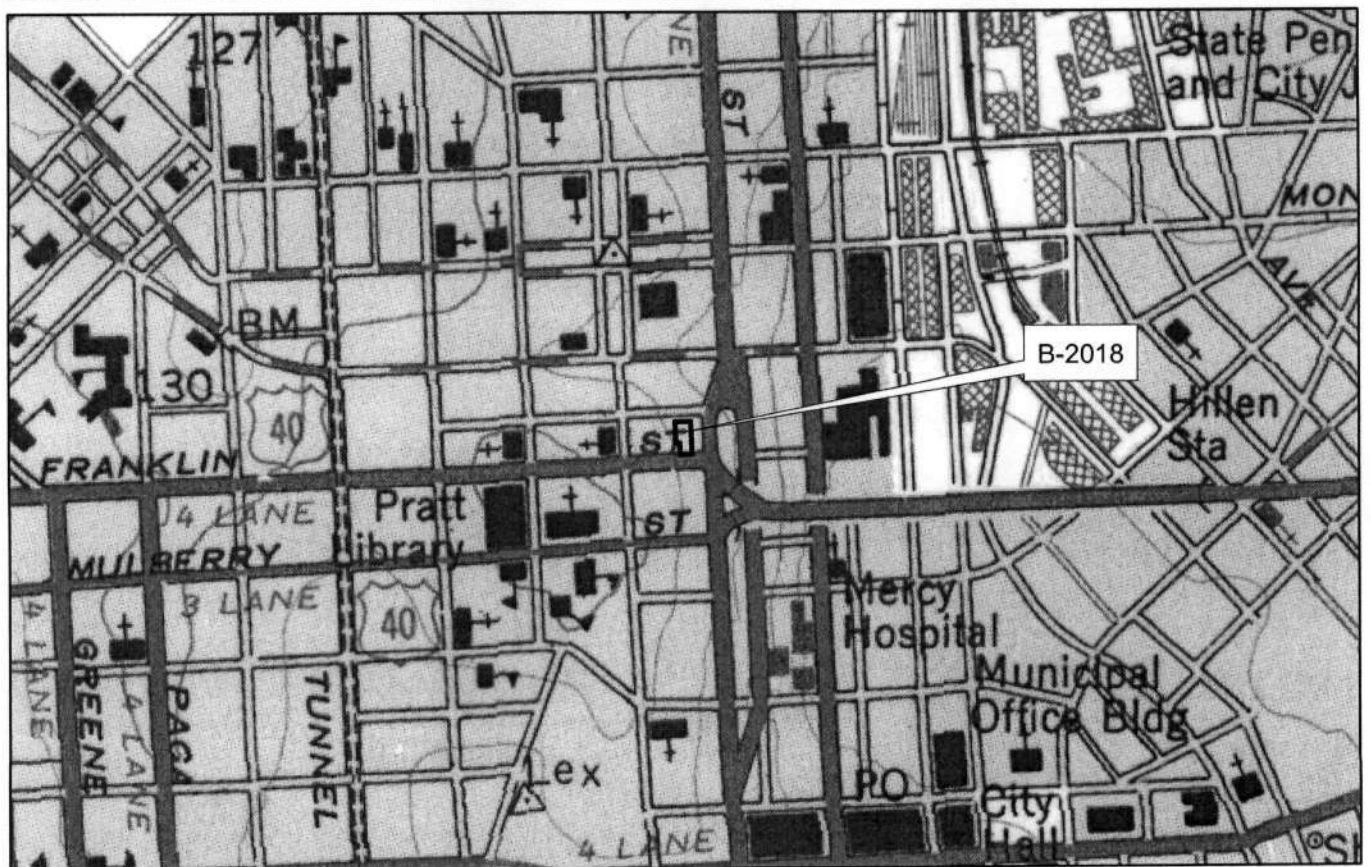 127
NE
ST
State Pen
and City J
MON
AVE
BM
B-2018
130
40
Hillen
Sta
ST
FRANKLIN
4 LANE
Pratt
Library
ST
MULBERRY
3 LANE
40
Mercy
Hospital
4 LANE
GREENE
4 LANE
PACA
TUNNEL
Municipal
Office Bldg
Lex
PO
City
Hall
4 LANE